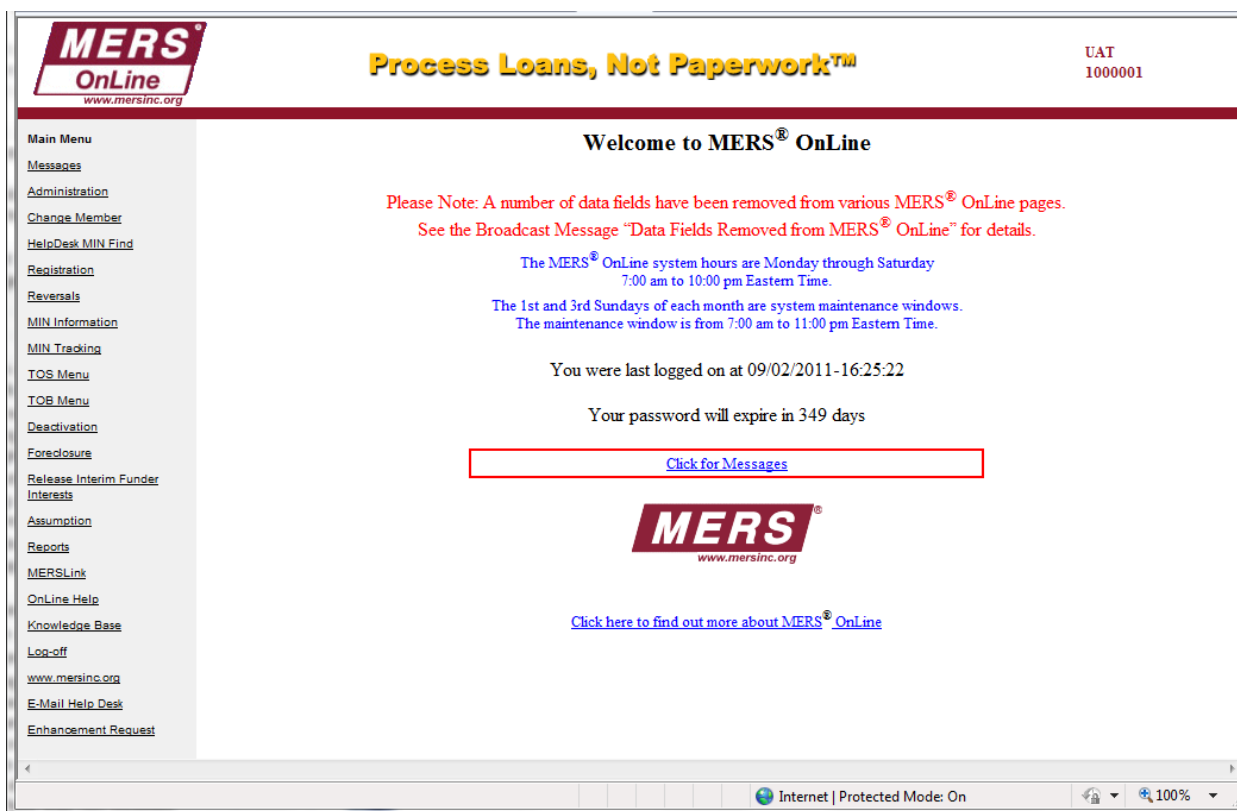 MERS®
OnLine
www.mersinc.org
Process Loans, Not Paperwork™
UAT
1000001
Main Menu
Messages
Administration
Change Member
HelpDesk MIN Find
Registration
Reversals
MIN Information
MIN Tracking
TOS Menu
TOB Menu
Deactivation
Foreclosure
Release Interim Funder
Interests
Assumption
Reports
MERSLink
OnLine Help
Knowledge Base
Log-off
www.mersinc.org
E-Mail Help Desk
Enhancement Request
Welcome to MERS® OnLine
Please Note: A number of data fields have been removed from various MERS® OnLine pages.
See the Broadcast Message “Data Fields Removed from MERS® OnLine” for details.
The MERS® OnLine system hours are Monday through Saturday
7:00 am to 10:00 pm Eastern Time.
The 1st and 3rd Sundays of each month are system maintenance windows.
The maintenance window is from 7:00 am to 11:00 pm Eastern Time.
You were last logged on at 09/02/2011-16:25:22
Your password will expire in 349 days
Click for Messages
MERS®
www.mersinc.org
Click here to find out more about MERS® OnLine
Internet | Protected Mode: On
100%